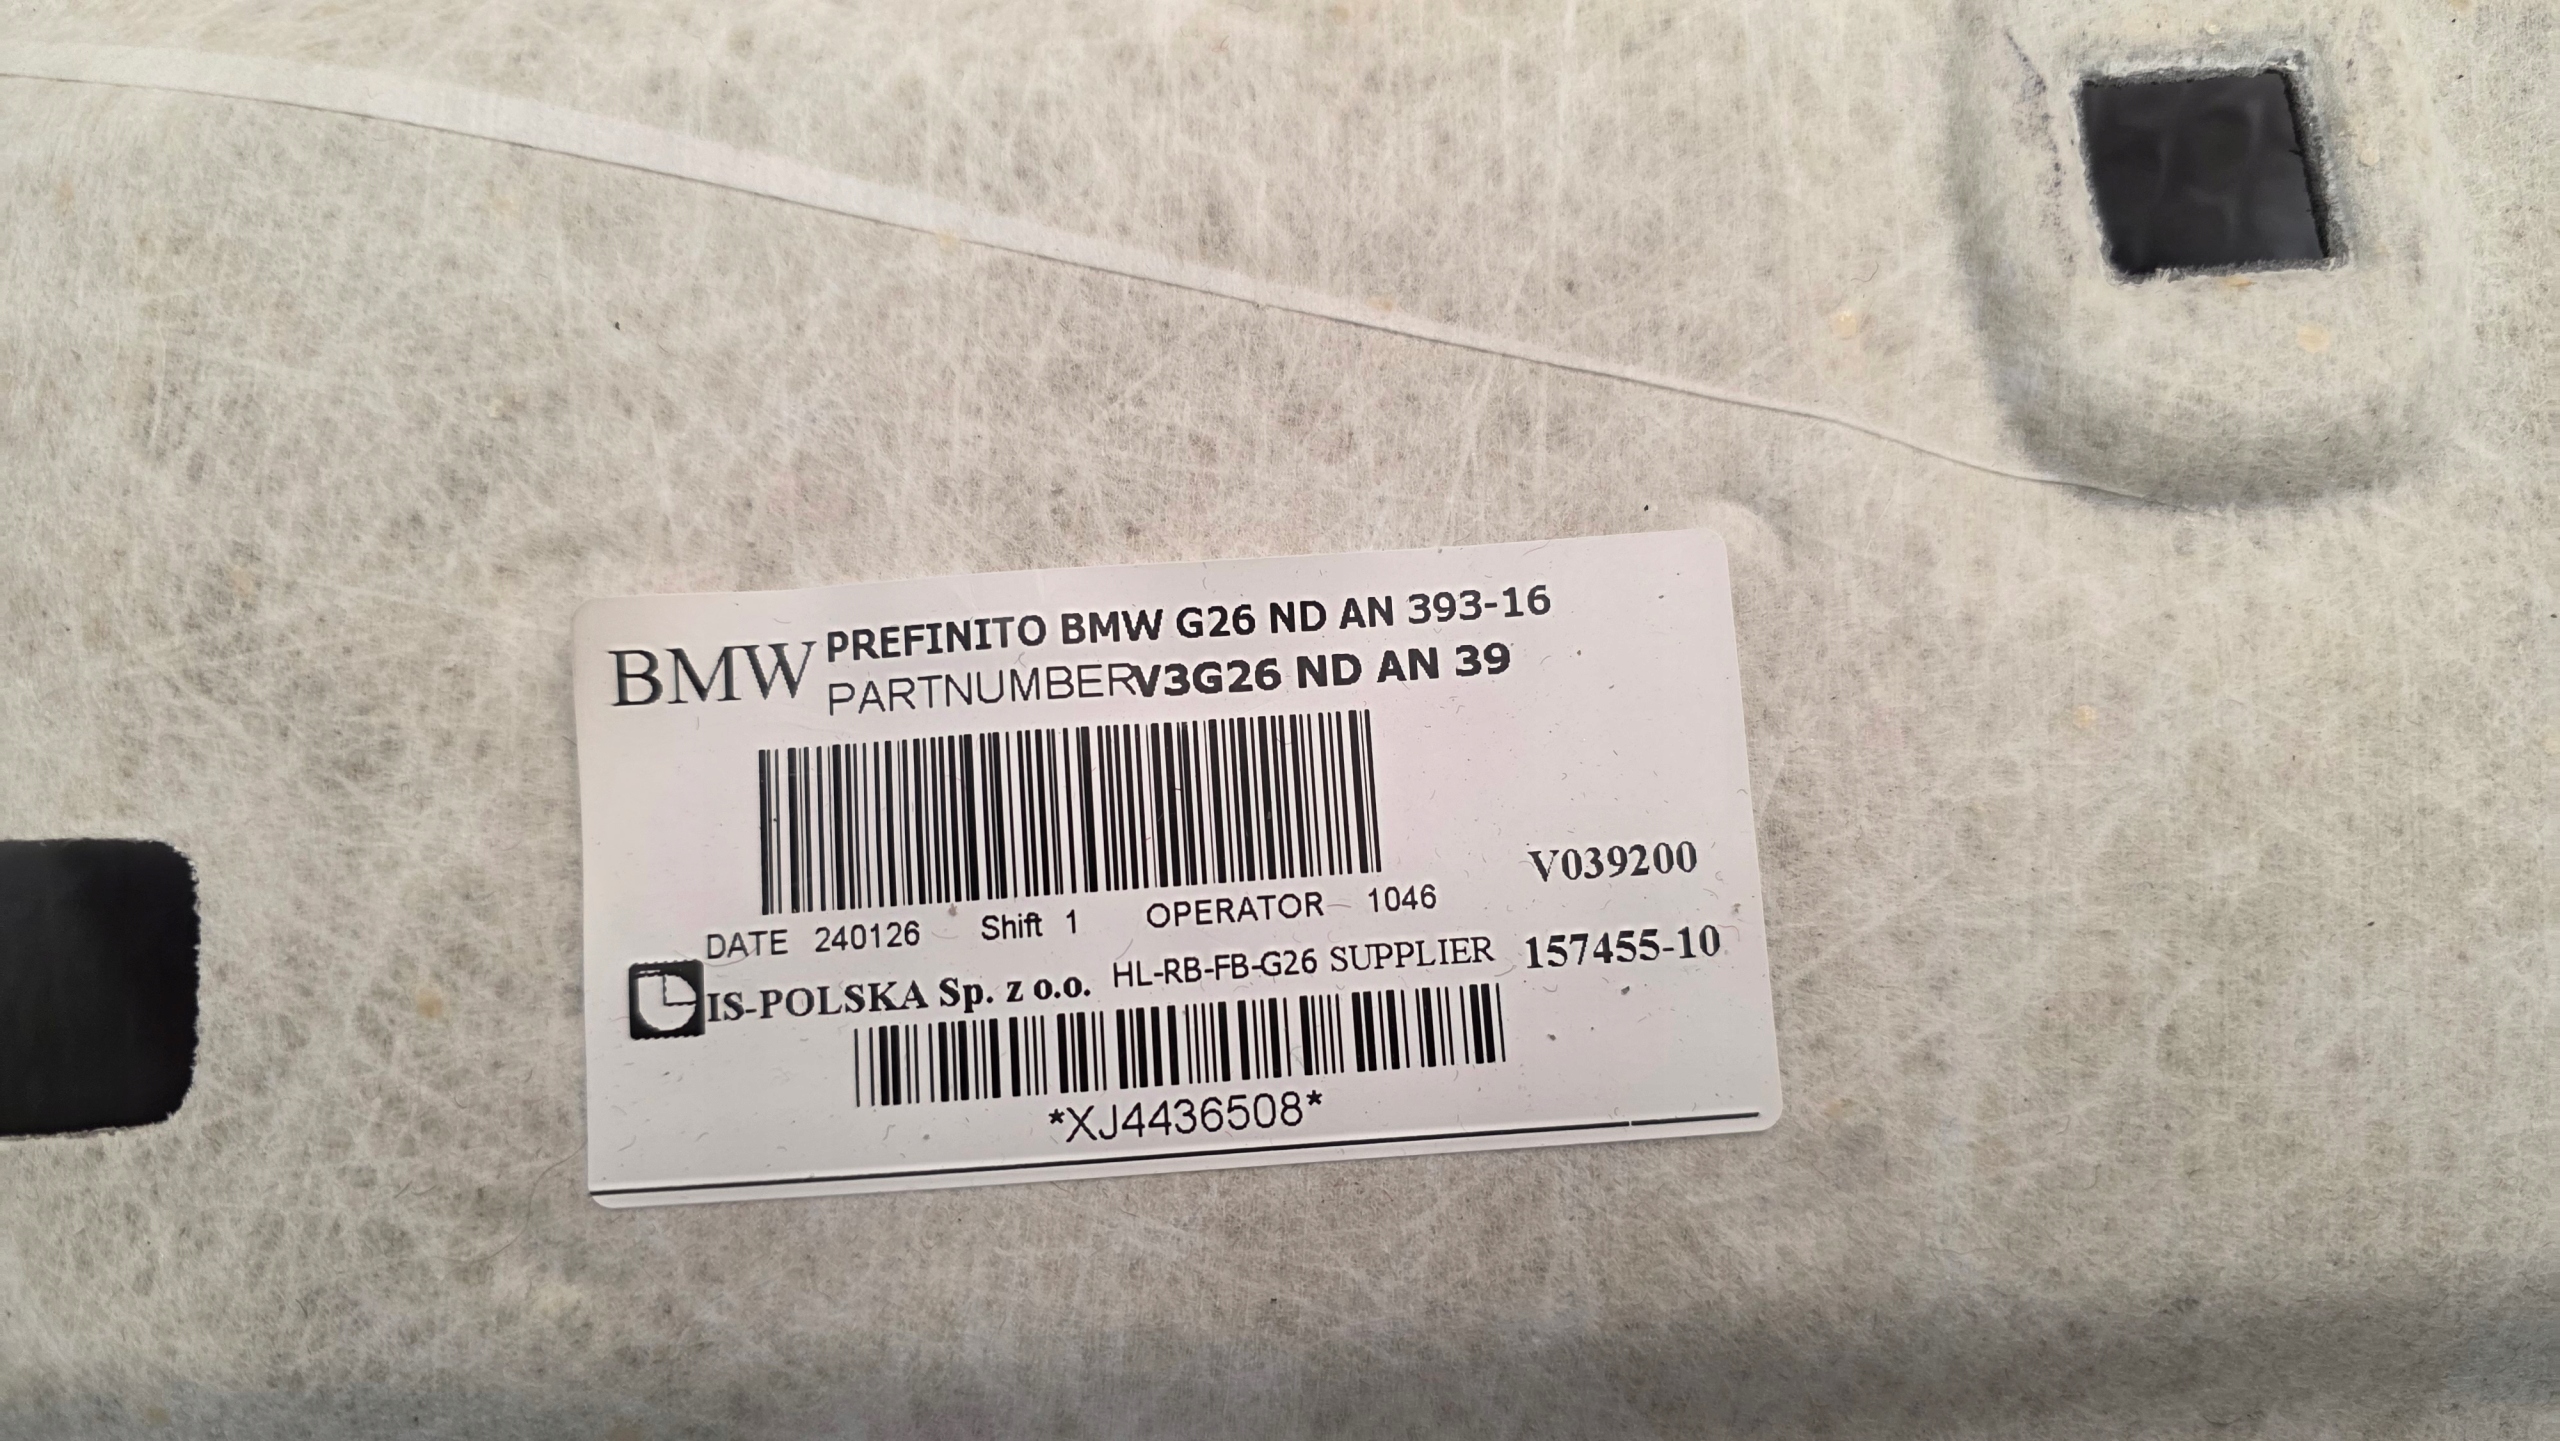 BMW PREFINITO BMW G26 ND AN 393-16
PARTNUMBERV3G26 ND AN 39
V039200
DATE 240126 Shift 1 OPERATOR 1046
IS-POLSKA Sp. z o.o. HL-RB-FB-G26 SUPPLIER 157455-10
*XJ4436508*